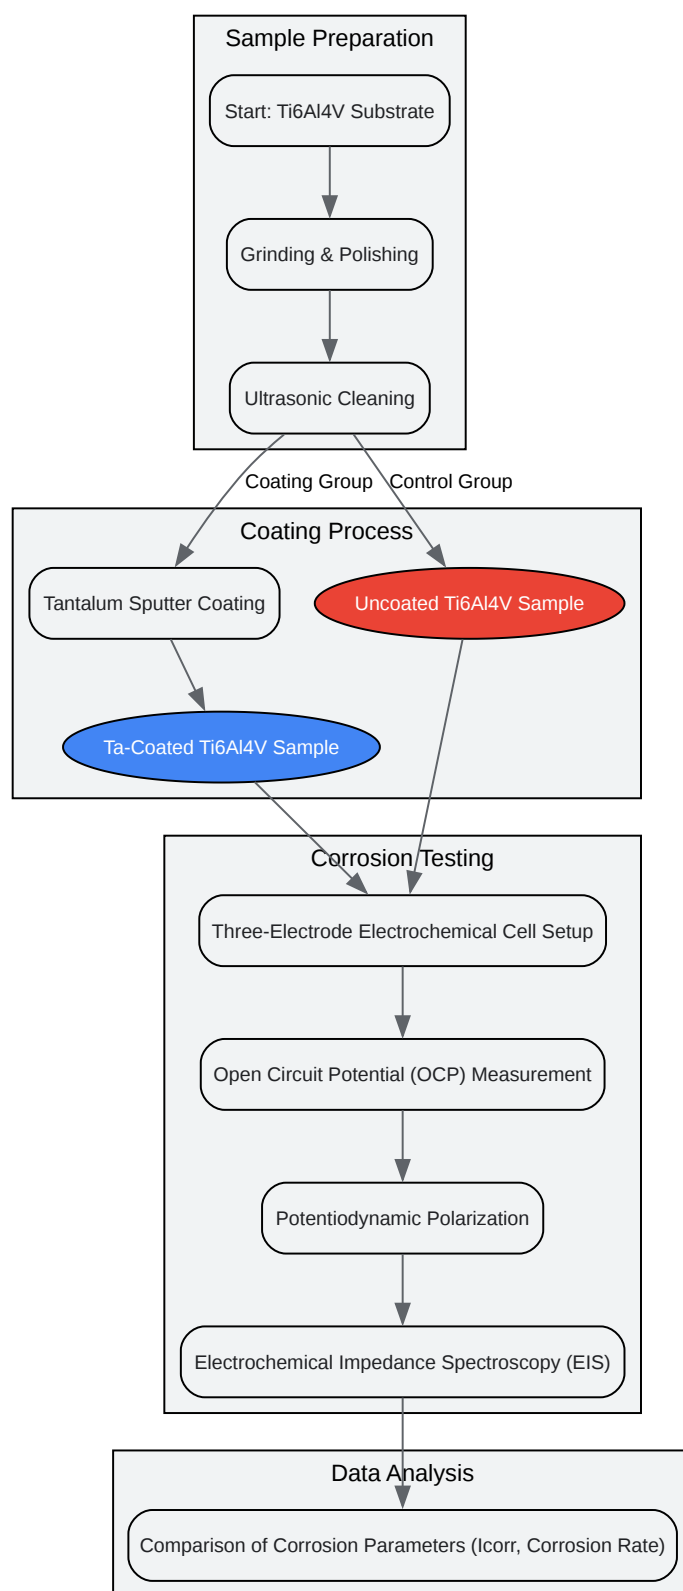 Sample Preparation
Start: Ti6Al4V Substrate
Grinding & Polishing
Ultrasonic Cleaning
Coating Group
Control Group
Coating Process
Tantalum Sputter Coating
Uncoated Ti6Al4V Sample
Ta-Coated Ti6Al4V Sample
Corrosion Testing
Three-Electrode Electrochemical Cell Setup
Open Circuit Potential (OCP) Measurement
Potentiodynamic Polarization
Electrochemical Impedance Spectroscopy (EIS)
Data Analysis
Comparison of Corrosion Parameters (Icorr, Corrosion Rate)